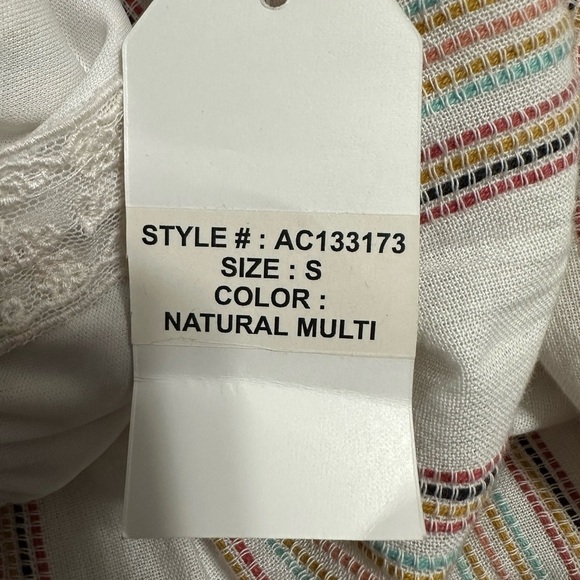 STYLE # : AC133173
SIZE : S
COLOR :
NATURAL MULTI